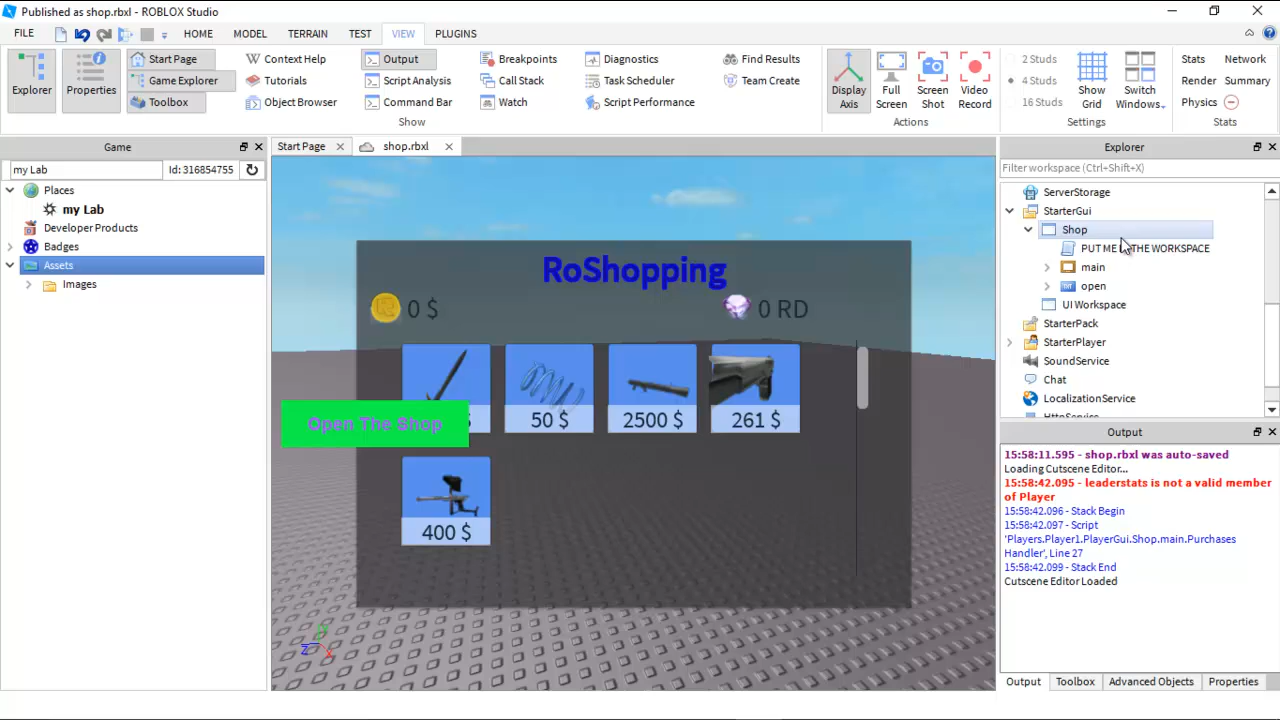 Published as shop.rbxl - ROBLOX Studio
FILE HOME MODEL TERRAIN TEST VIEW PLUGINS
Explorer
Properties
Start Page
Game Explorer
Toolbox
Context Help
Tutorials
Object Browser
Output
Script Analysis
Command Bar
Breakpoints
Call Stack
Watch
Diagnostics
Task Scheduler
Script Performance
Find Results
Team Create
Show
Display Axis
Full Screen
Screen Shot
Video Record
Actions
2 Studs
4 Studs
16 Studs
Show Grid
Switch Windows
Settings
Stats Network
Render Summary
Physics
Stats
Game
my Lab Id: 316854755
Places
my Lab
Developer Products
Badges
Assets
Images
Start Page shop.rbxl
RoShopping
0 $ 0 RD
50 $ 2500 $ 261 $
Open The Shop
400 $
Explorer
Filter workspace (Ctrl+Shift+X)
ServerStorage
StarterGui
Shop
PUT ME THE WORKSPACE
main
open
UI Workspace
StarterPack
StarterPlayer
SoundService
Chat
LocalizationService
HttpService
Output
15:58:11.595 - shop.rbxl was auto-saved
Loading Cutscene Editor...
15:58:42.095 - leaderstats is not a valid member
of Player
15:58:42.096 - Stack Begin
15:58:42.097 - Script
'Players.Player1.PlayerGui.Shop.main.Purchases
Handler', Line 27
15:58:42.099 - Stack End
Cutscene Editor Loaded
Output Toolbox Advanced Objects Properties